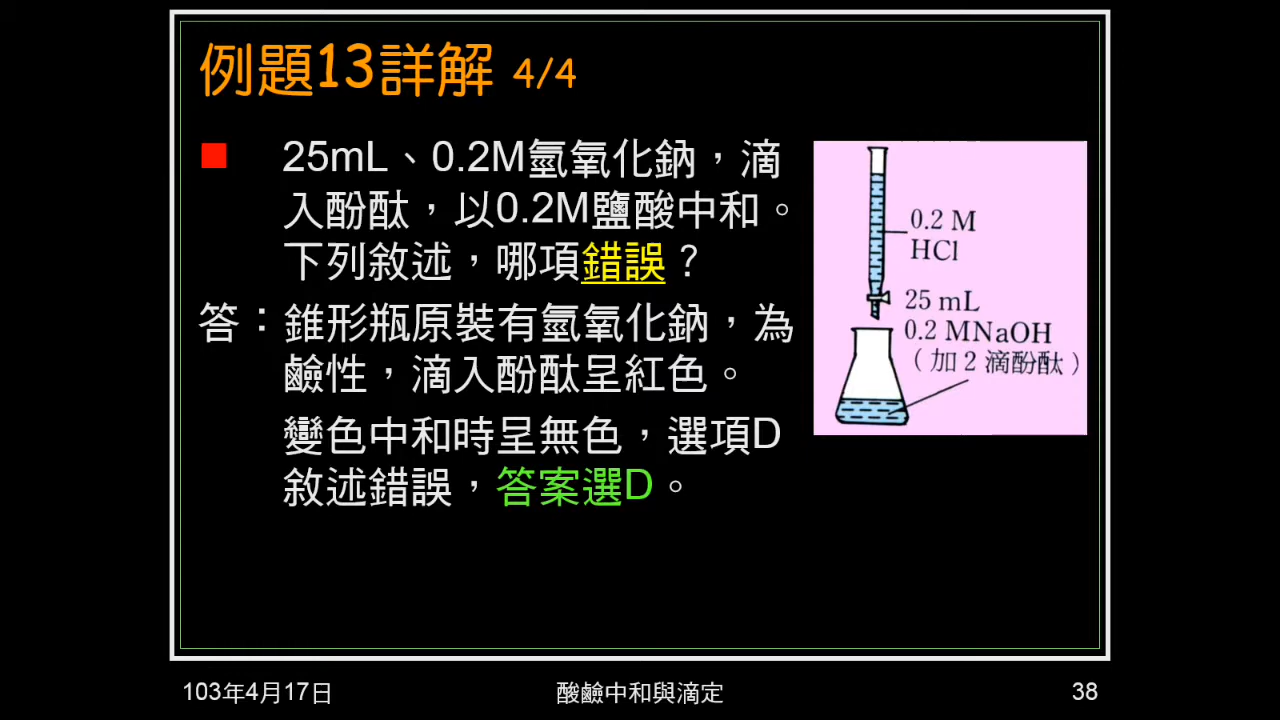 例題13詳解 4/4
25mL、0.2M氫氧化鈉，滴
入酚酞，以0.2M鹽酸中和。
下列敘述，哪項錯誤？
答：錐形瓶原裝有氫氧化鈉，為
鹼性，滴入酚酞呈紅色。
變色中和時呈無色，選項D
敘述錯誤，答案選D。
0.2 M
HCl
25 mL
0.2 MNaOH
（加 2 滴酚酞）
103年4月17日
酸鹼中和與滴定
38